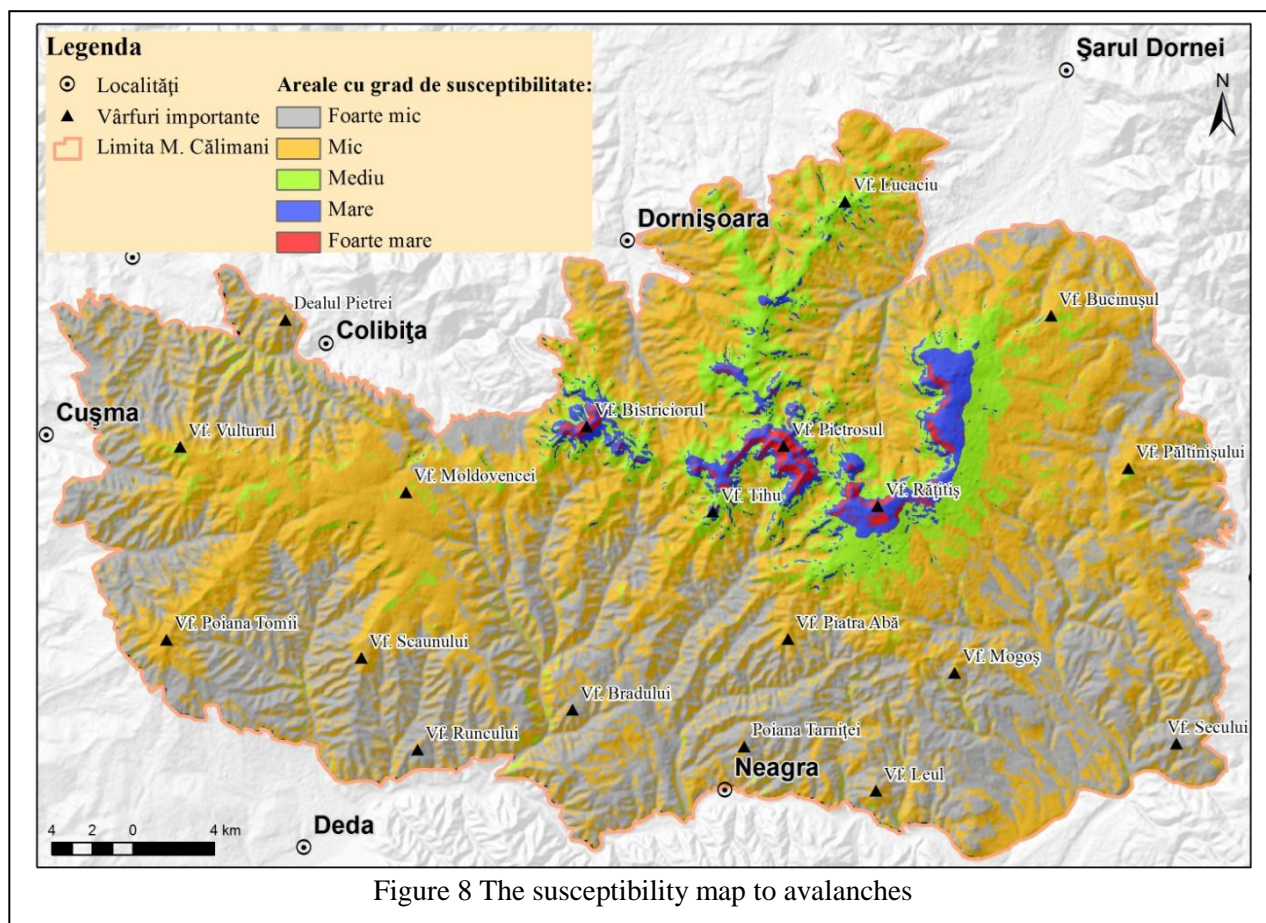 Legenda
Localităţi
Vârfuri importante
Limita M. Călimani
Areale cu grad de susceptibilitate:
Foarte mic
Mic
Mediu
Mare
Foarte mare
Şarul Dornei
N
Vf. Lucaciu
Dornişoara
Dealul Pietrei
Colibiţa
Vf. Bucinuşul
Cuşma
Vf. Vulturul
Vf. Bistriciorul
Vf. Pietrosul
Vf. Păltinişului
Vf. Moldovencei
Vf. Tihu
Vf. Răţitiş
Vf. Poiana Tomii
Vf. Scaunului
Vf. Piatra Abă
Vf. Mogoş
Vf. Bradului
Vf. Runcului
Poiana Tarniţei
Vf. Secului
Neagra
Vf. Leul
Deda
4 2 0 4 km
Figure 8 The susceptibility map to avalanches